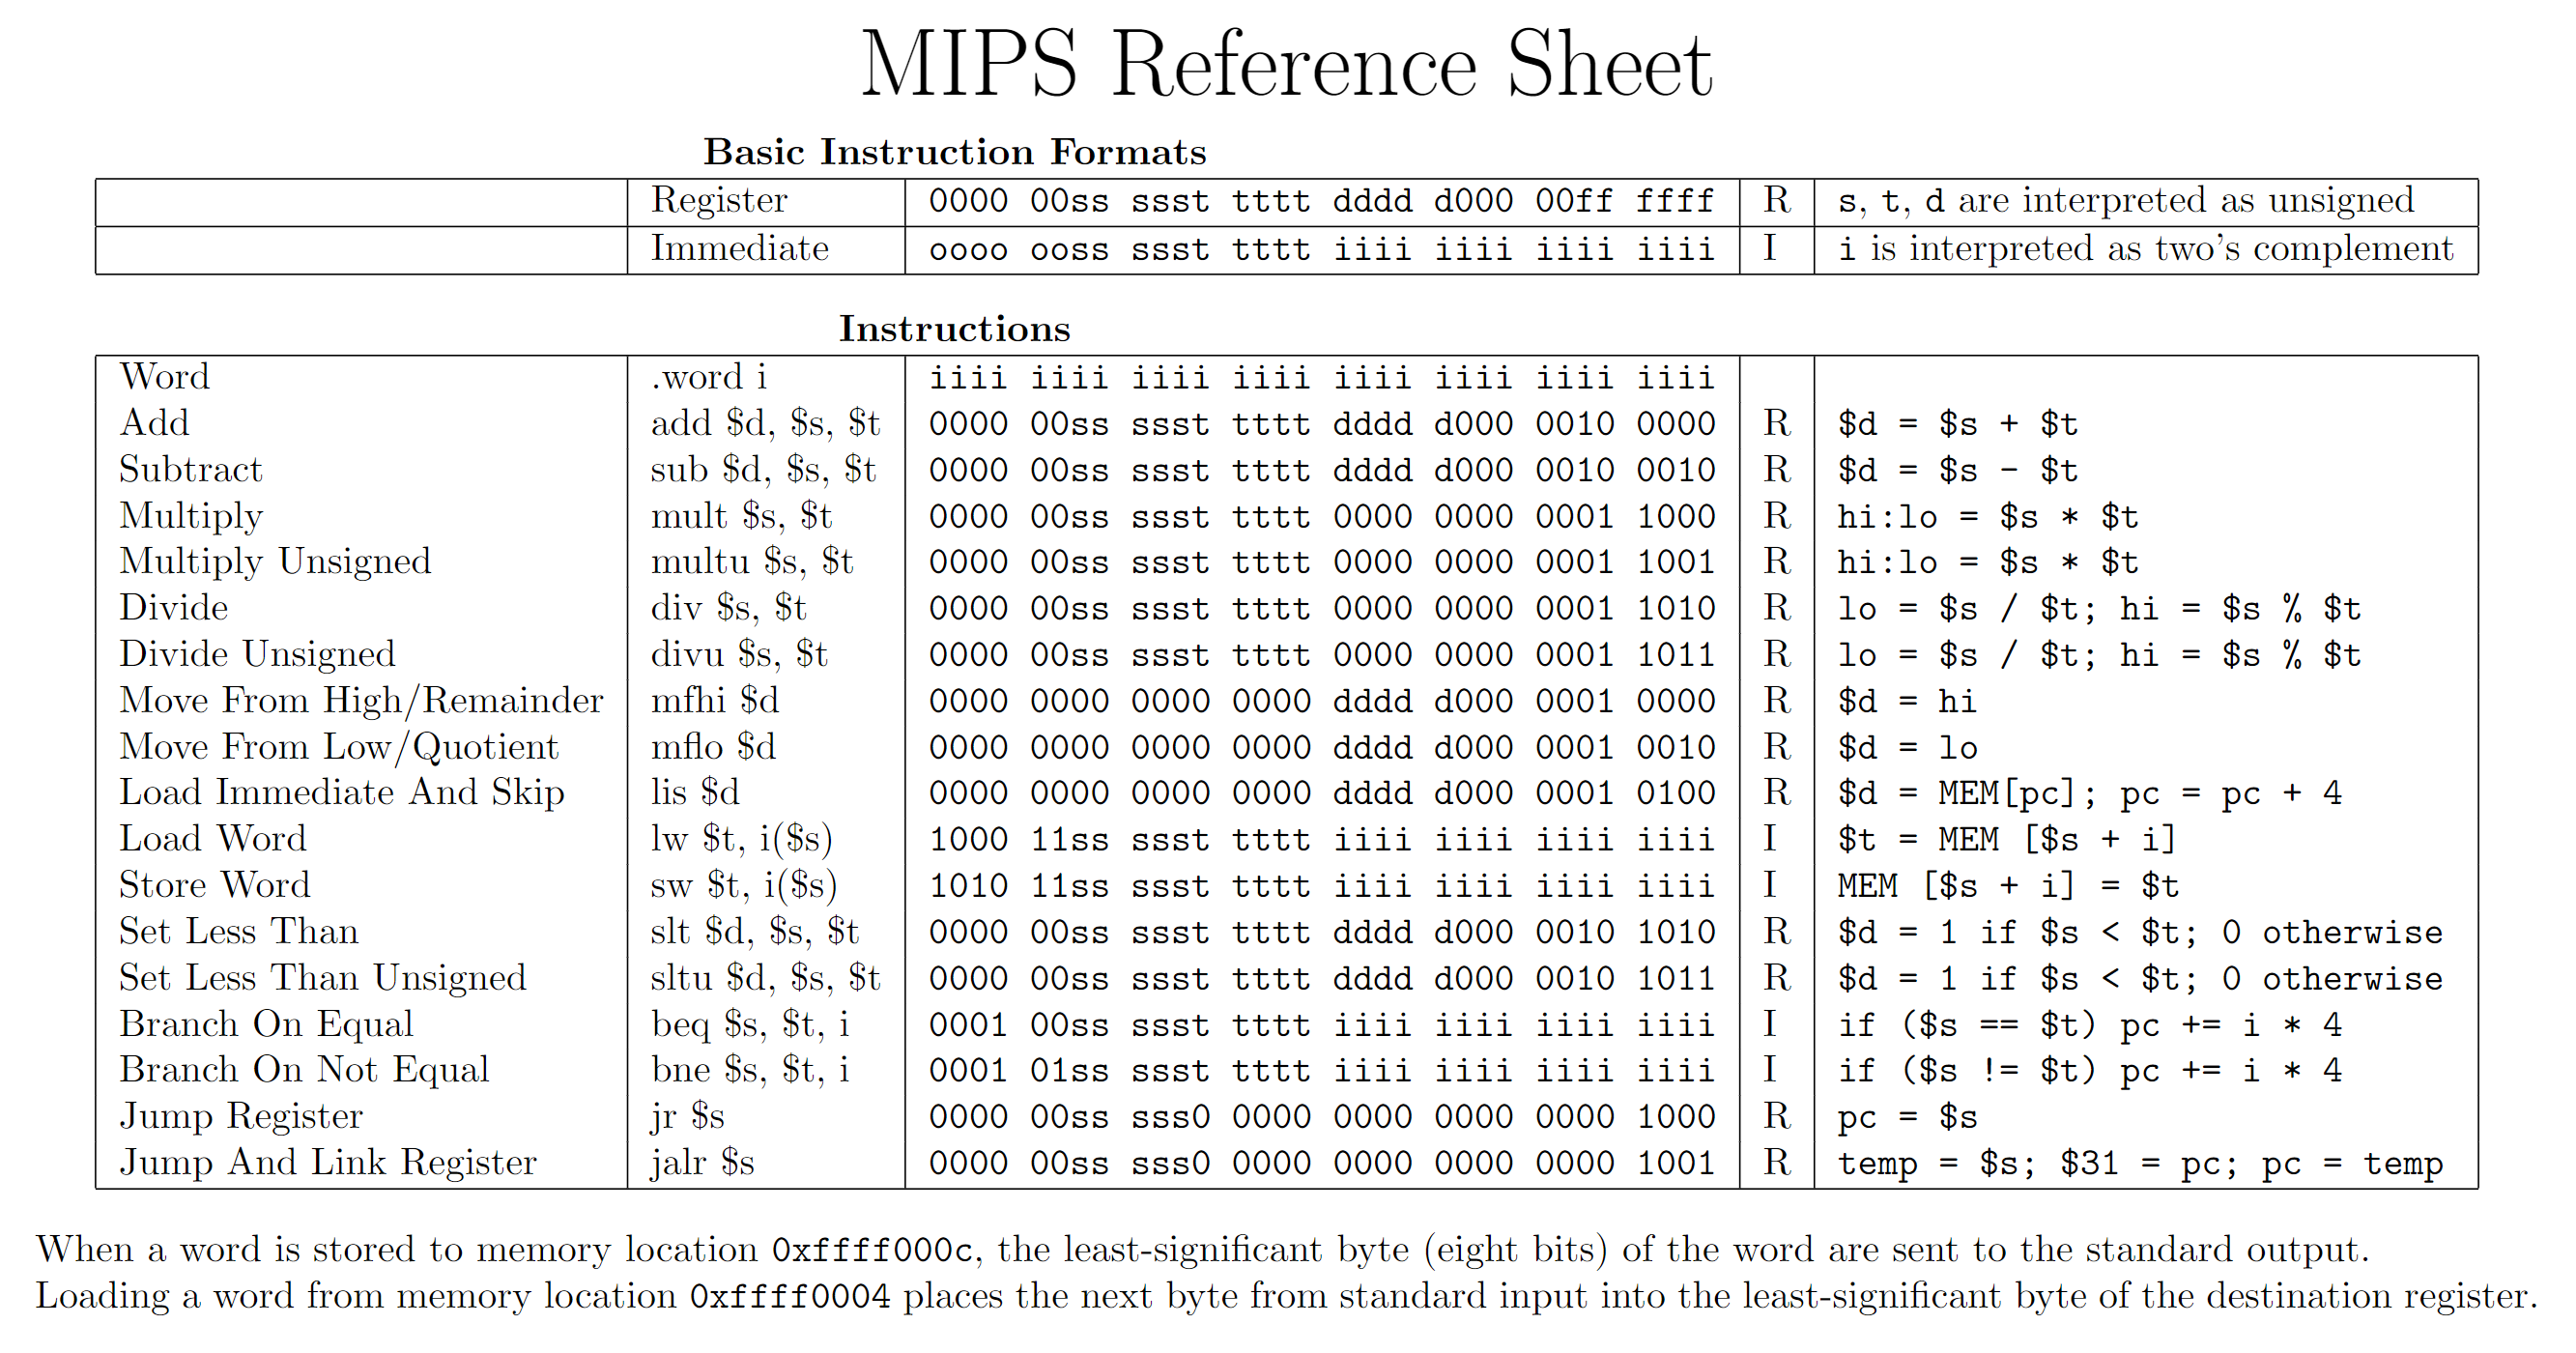 MIPS Reference Sheet
Basic Instruction Formats
Register 0000 00ss ssst tttt dddd d000 00ff ffff R s, t, d are interpreted as unsigned
Immediate oooo ooss ssst tttt iiii iiii iiii iiii I i is interpreted as two's complement
Instructions
Word .word i iiii iiii iiii iiii iiii iiii iiii iiii
Add add $d, $s, $t 0000 00ss ssst tttt dddd d000 0010 0000 R $d = $s + $t
Subtract sub $d, $s, $t 0000 00ss ssst tttt dddd d000 0010 0010 R $d = $s - $t
Multiply mult $s, $t 0000 00ss ssst tttt 0000 0000 0001 1000 R hi:lo = $s * $t
Multiply Unsigned multu $s, $t 0000 00ss ssst tttt 0000 0000 0001 1001 R hi:lo = $s * $t
Divide div $s, $t 0000 00ss ssst tttt 0000 0000 0001 1010 R lo = $s / $t; hi = $s % $t
Divide Unsigned divu $s, $t 0000 00ss ssst tttt 0000 0000 0001 1011 R lo = $s / $t; hi = $s % $t
Move From High/Remainder mfhi $d 0000 0000 0000 0000 dddd d000 0001 0000 R $d = hi
Move From Low/Quotient mflo $d 0000 0000 0000 0000 dddd d000 0001 0010 R $d = lo
Load Immediate And Skip lis $d 0000 0000 0000 0000 dddd d000 0001 0100 R $d = MEM[pc]; pc = pc + 4
Load Word lw $t, i($s) 1000 11ss ssst tttt iiii iiii iiii iiii I $t = MEM [$s + i]
Store Word sw $t, i($s) 1010 11ss ssst tttt iiii iiii iiii iiii I MEM [$s + i] = $t
Set Less Than slt $d, $s, $t 0000 00ss ssst tttt dddd d000 0010 1010 R $d = 1 if $s < $t; 0 otherwise
Set Less Than Unsigned sltu $d, $s, $t 0000 00ss ssst tttt dddd d000 0010 1011 R $d = 1 if $s < $t; 0 otherwise
Branch On Equal beq $s, $t, i 0001 00ss ssst tttt iiii iiii iiii iiii I if ($s == $t) pc += i * 4
Branch On Not Equal bne $s, $t, i 0001 01ss ssst tttt iiii iiii iiii iiii I if ($s != $t) pc += i * 4
Jump Register jr $s 0000 00ss sss0 0000 0000 0000 0000 1000 R pc = $s
Jump And Link Register jalr $s 0000 00ss sss0 0000 0000 0000 0000 1001 R temp = $s; $31 = pc; pc = temp
When a word is stored to memory location 0xffff000c, the least-significant byte (eight bits) of the word are sent to the standard output.
Loading a word from memory location 0xffff0004 places the next byte from standard input into the least-significant byte of the destination register.